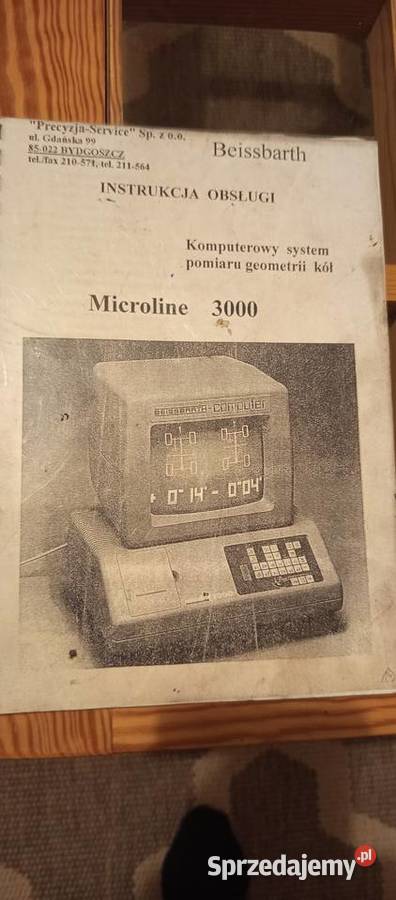 "Precyzja-Service" Sp. z o.o.
ul. Gdańska 99
85-022 BYDGOSZCZ
tel./fax 210-571, tel. 211-564
Beissbarth
INSTRUKCJA OBSŁUGI
Komputerowy system
pomiaru geometrii kół
Microline 3000
BEISSBARTH-computer
0°14' - 0°04'
Sprzedajemy.pl